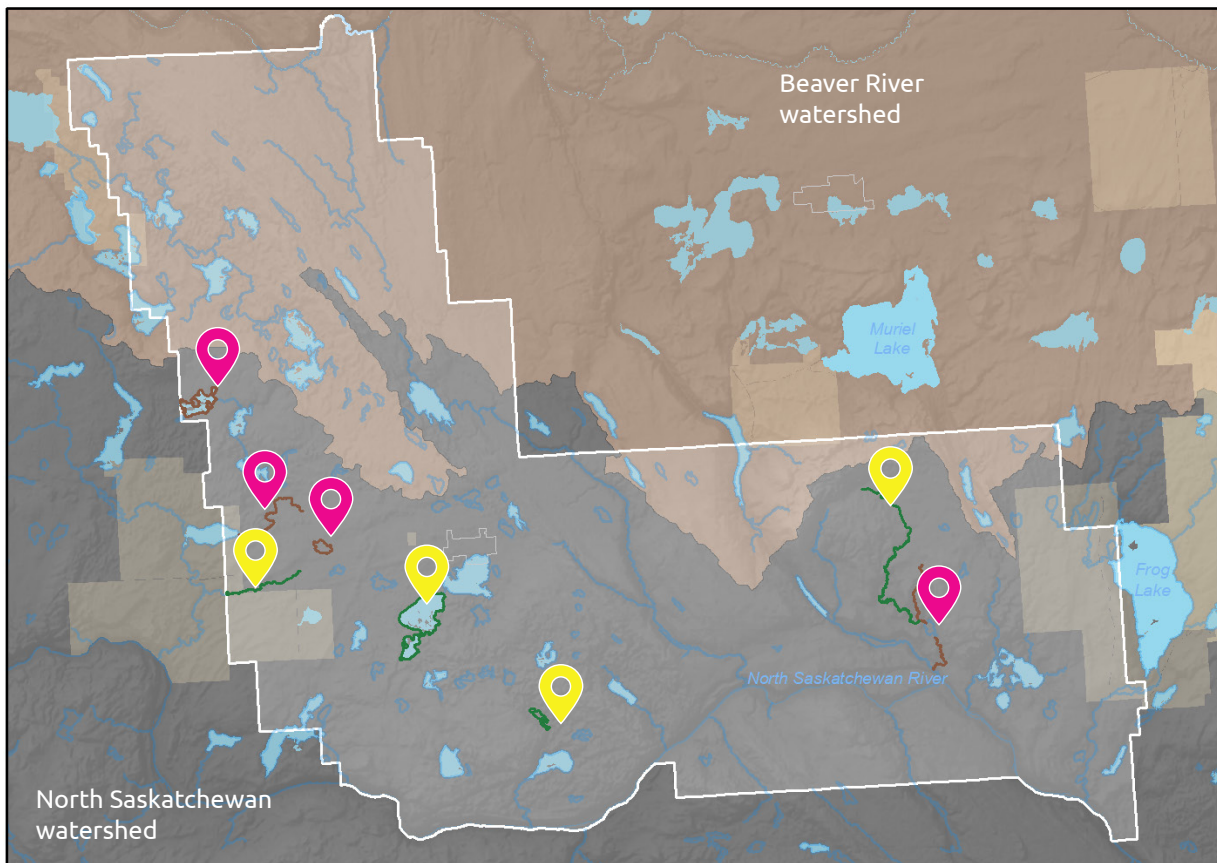 Beaver River
watershed
Muriel
Lake
Frog
Lake
North Saskatchewan River
North Saskatchewan
watershed